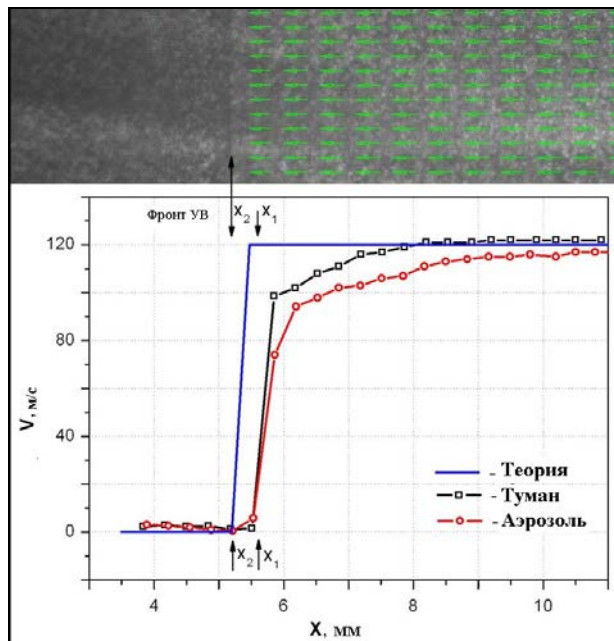 Фронт УВ
X2 X1
120
80
40
0
V, м/с
- Теория
- Туман
- Аэрозоль
X2 X1
4 6 8 10
X, мм